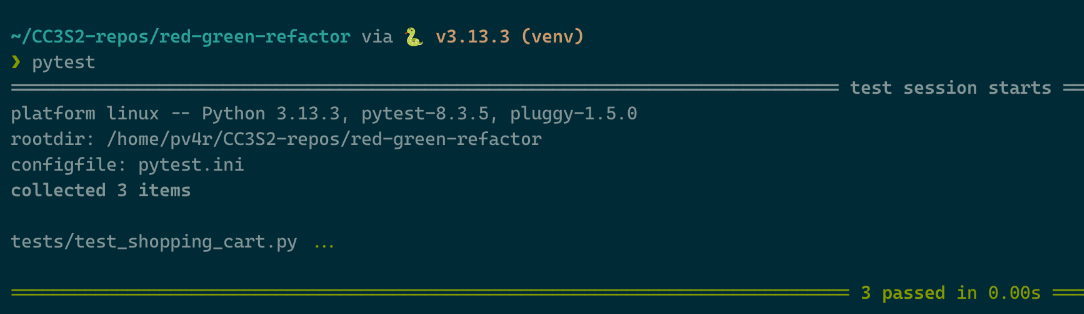 ~/CC3S2-repos/red-green-refactor via 🐍 v3.13.3 (venv)
❯ pytest
═══════════════════════════════════════════════════════════════════════════════ test session starts ══
platform linux -- Python 3.13.3, pytest-8.3.5, pluggy-1.5.0
rootdir: /home/pv4r/CC3S2-repos/red-green-refactor
configfile: pytest.ini
collected 3 items
tests/test_shopping_cart.py ...
════════════════════════════════════════════════════════════════════════════════ 3 passed in 0.00s ═══